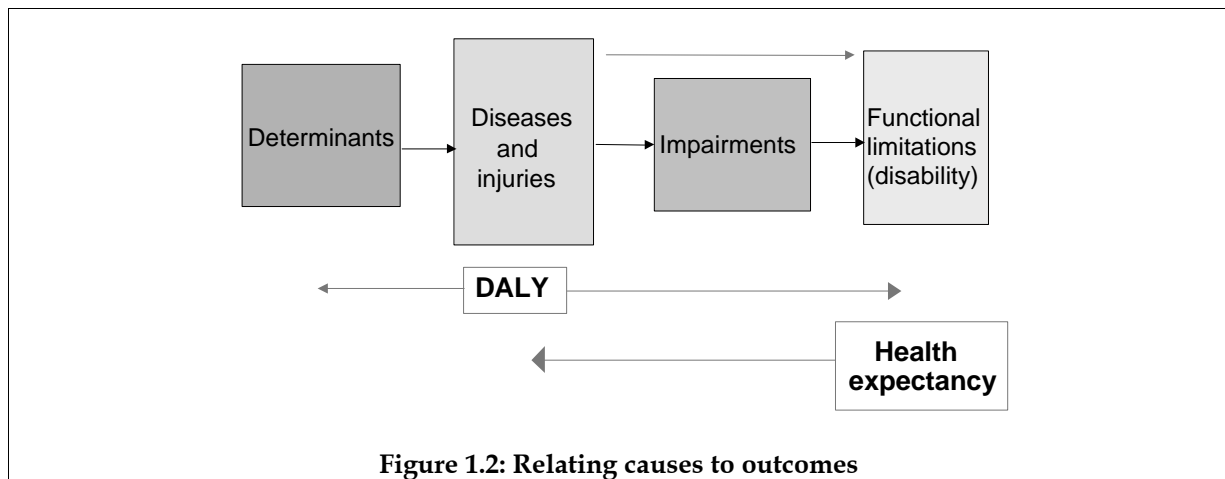 Determinants
Diseases
and
injuries
Impairments
Functional
limitations
(disability)
DALY
Health
expectancy
Figure 1.2: Relating causes to outcomes